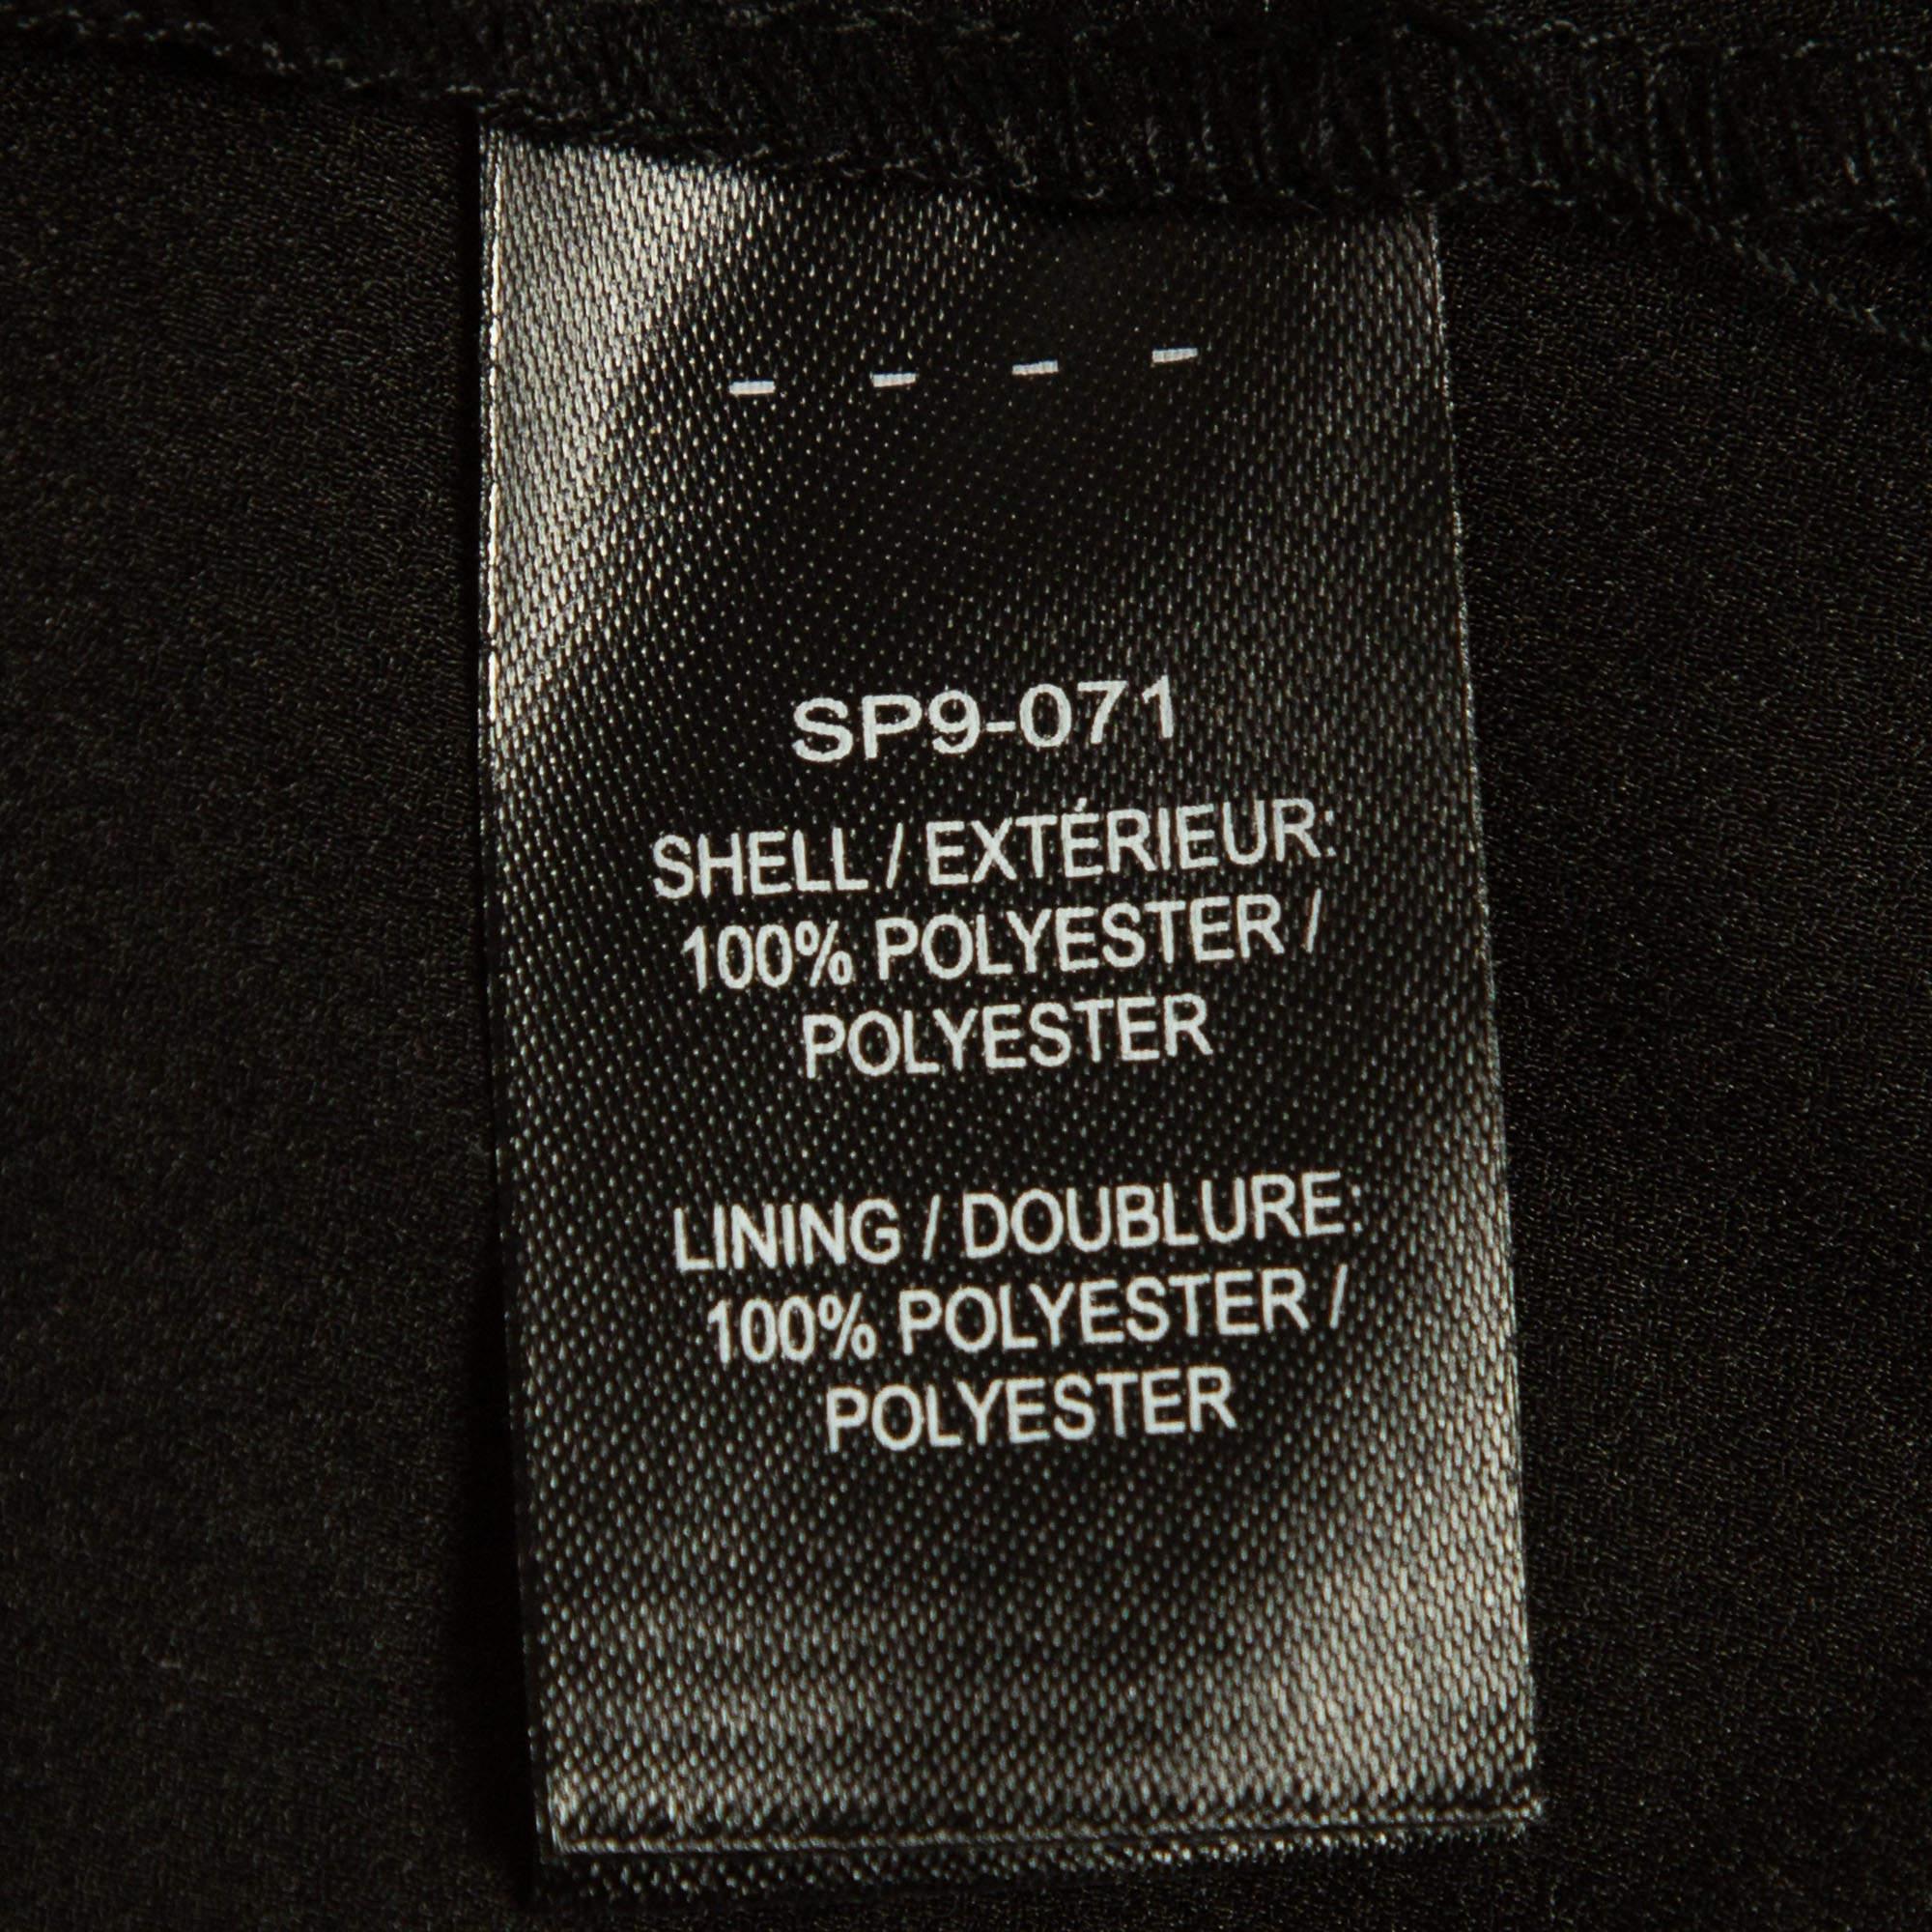 - - - -
SP9-071
SHELL / EXTÉRIEUR:
100% POLYESTER /
POLYESTER
LINING / DOUBLURE:
100% POLYESTER /
POLYESTER